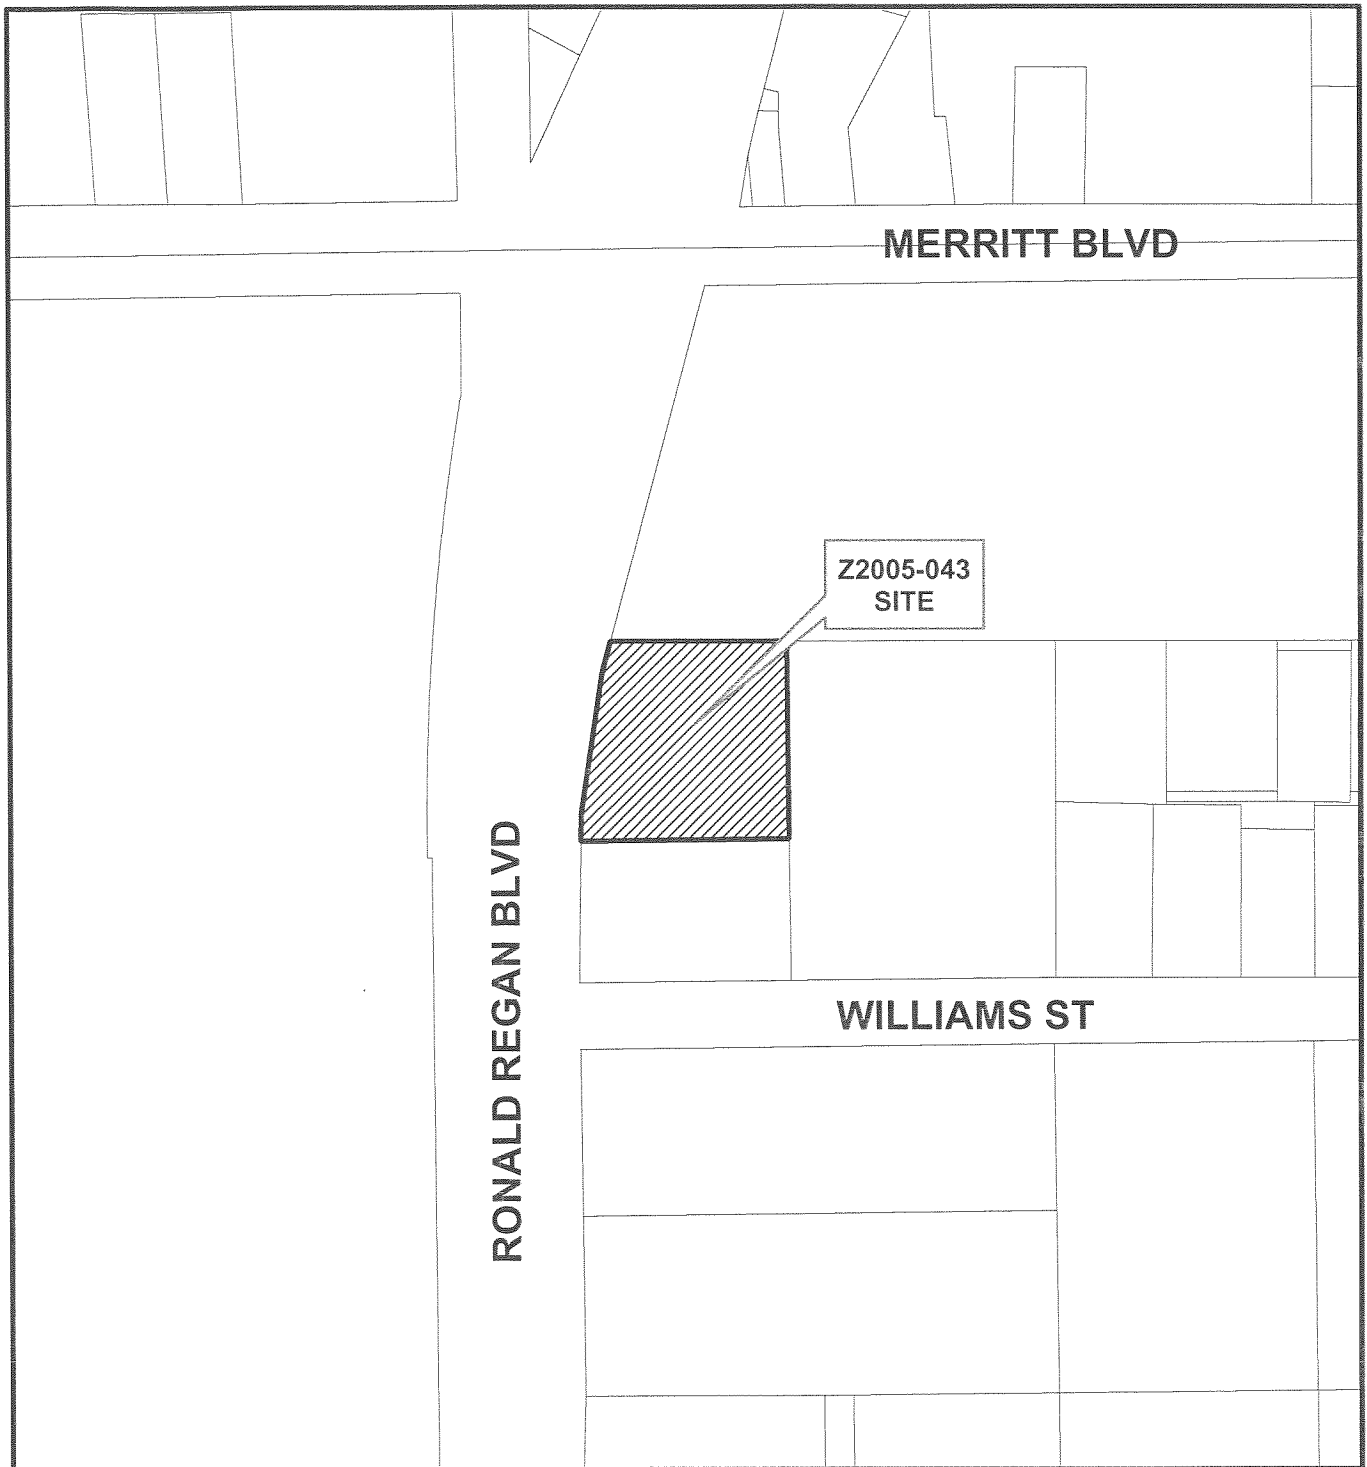 MERRITT BLVD
Z2005-043
SITE
RONALD REGAN BLVD
WILLIAMS ST